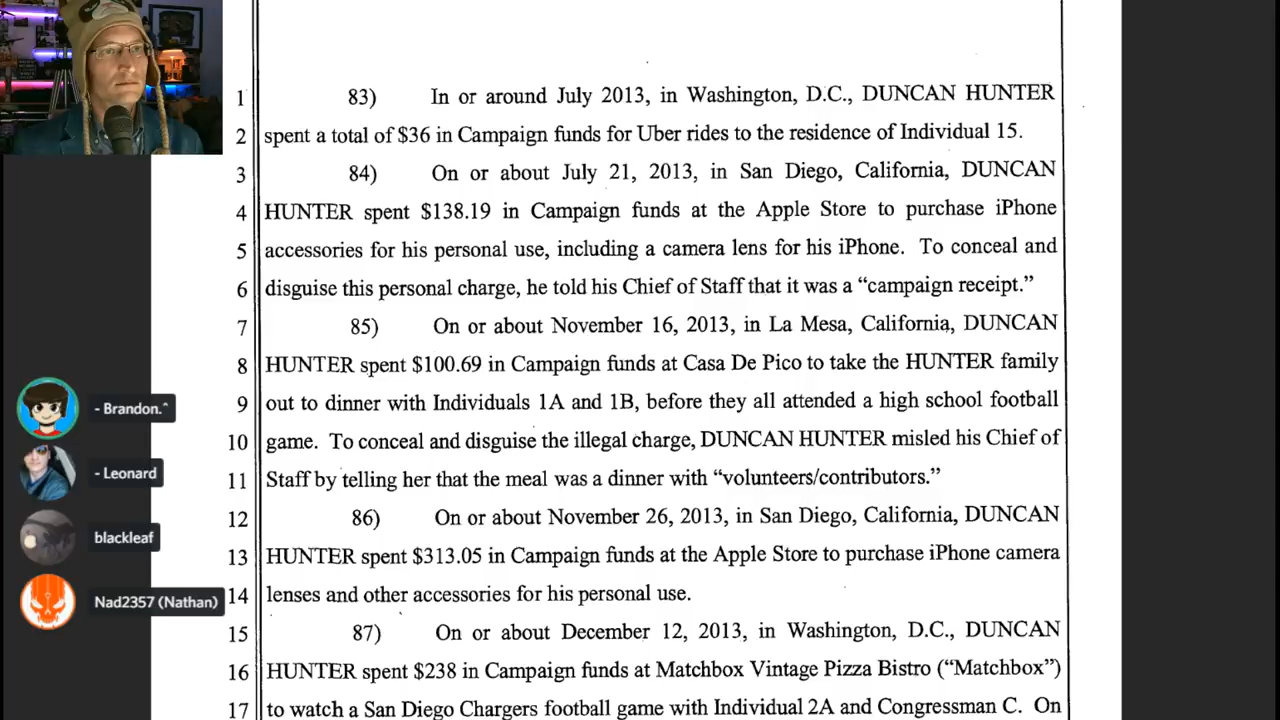 1 83) In or around July 2013, in Washington, D.C., DUNCAN HUNTER
2 spent a total of $36 in Campaign funds for Uber rides to the residence of Individual 15.
3 84) On or about July 21, 2013, in San Diego, California, DUNCAN
4 HUNTER spent $138.19 in Campaign funds at the Apple Store to purchase iPhone
5 accessories for his personal use, including a camera lens for his iPhone. To conceal and
6 disguise this personal charge, he told his Chief of Staff that it was a “campaign receipt.”
7 85) On or about November 16, 2013, in La Mesa, California, DUNCAN
8 HUNTER spent $100.69 in Campaign funds at Casa De Pico to take the HUNTER family
9 out to dinner with Individuals 1A and 1B, before they all attended a high school football
10 game. To conceal and disguise the illegal charge, DUNCAN HUNTER misled his Chief of
11 Staff by telling her that the meal was a dinner with “volunteers/contributors.”
12 86) On or about November 26, 2013, in San Diego, California, DUNCAN
13 HUNTER spent $313.05 in Campaign funds at the Apple Store to purchase iPhone camera
14 lenses and other accessories for his personal use.
15 87) On or about December 12, 2013, in Washington, D.C., DUNCAN
16 HUNTER spent $238 in Campaign funds at Matchbox Vintage Pizza Bistro (“Matchbox”)
17 to watch a San Diego Chargers football game with Individual 2A and Congressman C. On
- Brandon.^
- Leonard
blackleaf
Nad2357 (Nathan)